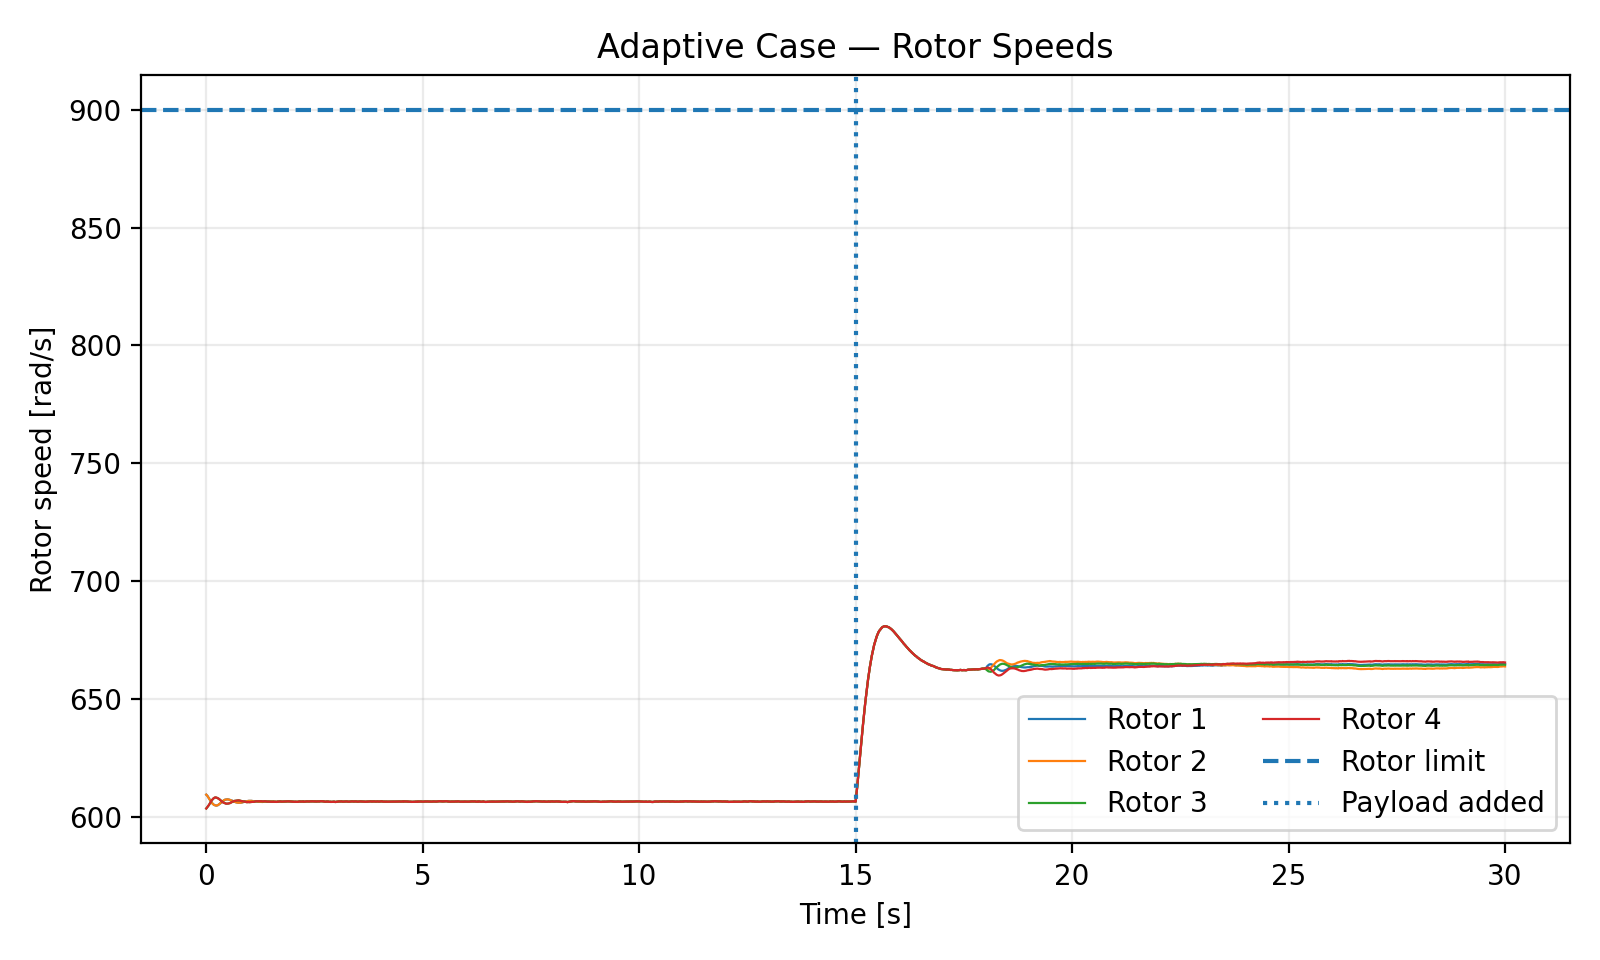 Adaptive Case — Rotor Speeds
Rotor speed [rad/s]
900
850
800
750
700
650
600
0 5 10 15 20 25 30
Time [s]
Rotor 1
Rotor 2
Rotor 3
Rotor 4
Rotor limit
Payload added